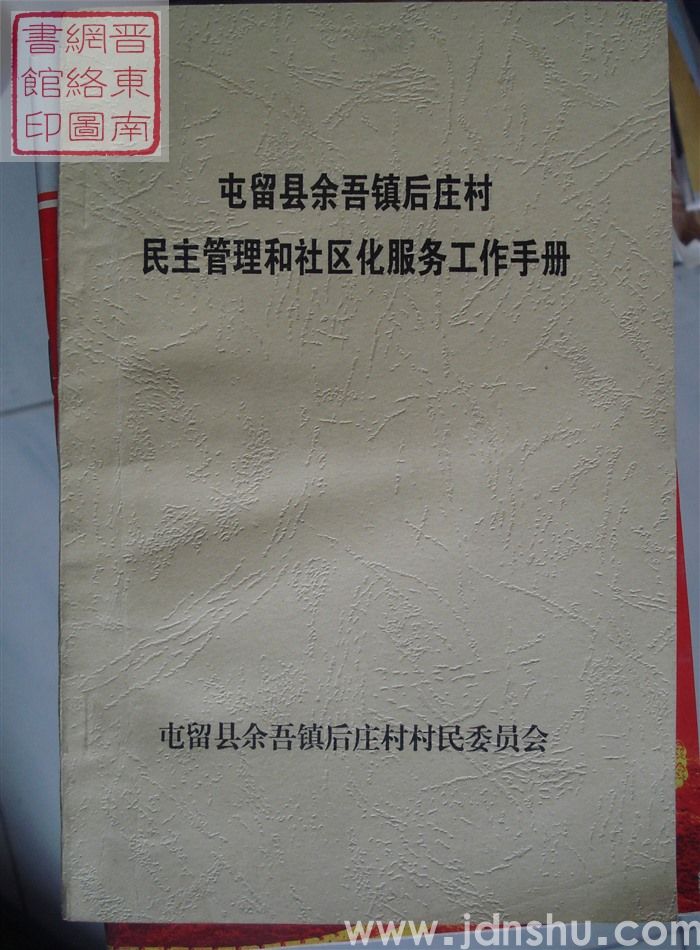 晋東南
網絡圖
書館印
屯留县余吾镇后庄村
民主管理和社区化服务工作手册
屯留县余吾镇后庄村村民委员会
www.jdnshu.com